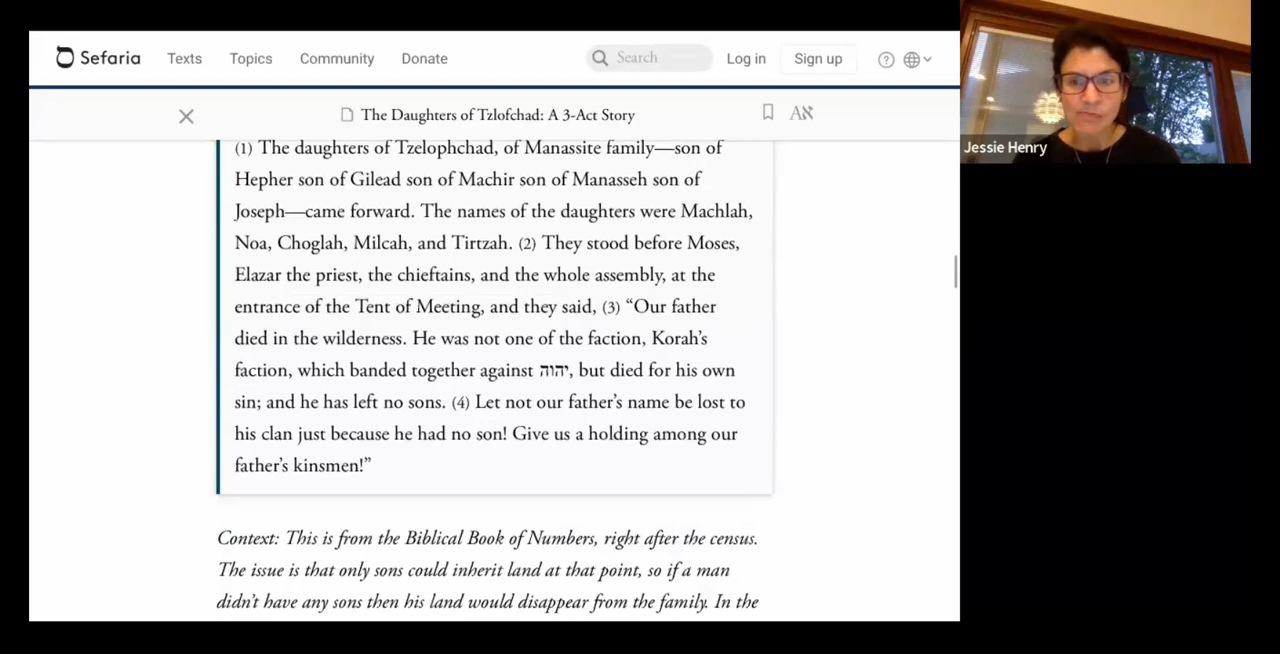 Sefaria Texts Topics Community Donate Search Log in Sign up
The Daughters of Tzlofchad: A 3-Act Story
(1) The daughters of Tzelophchad, of Manassite family—son of
Hepher son of Gilead son of Machir son of Manasseh son of
Joseph—came forward. The names of the daughters were Machlah,
Noa, Choglah, Milcah, and Tirtzah. (2) They stood before Moses,
Elazar the priest, the chieftains, and the whole assembly, at the
entrance of the Tent of Meeting, and they said, (3) “Our father
died in the wilderness. He was not one of the faction, Korah’s
faction, which banded together against יהוה, but died for his own
sin; and he has left no sons. (4) Let not our father’s name be lost to
his clan just because he had no son! Give us a holding among our
father’s kinsmen!”
Context: This is from the Biblical Book of Numbers, right after the census.
The issue is that only sons could inherit land at that point, so if a man
didn’t have any sons then his land would disappear from the family. In the
Jessie Henry